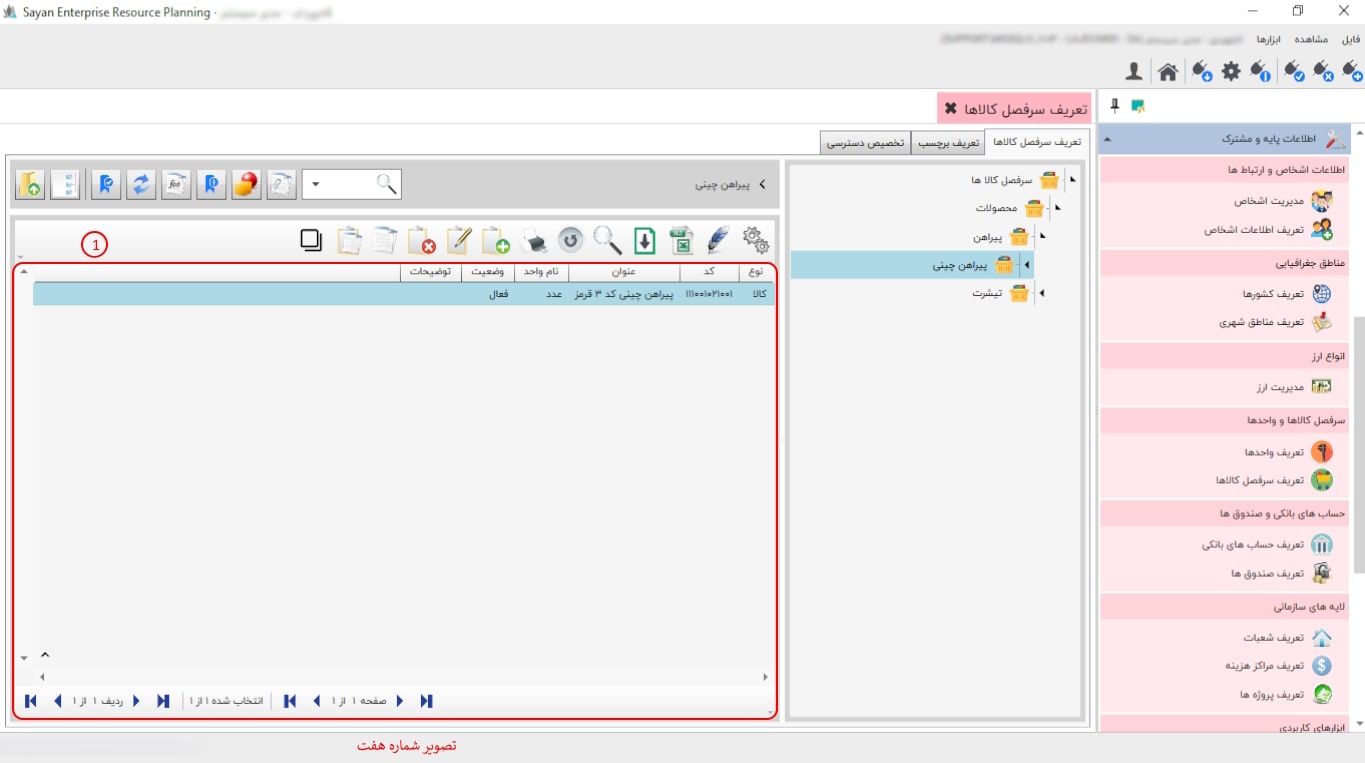 Sayan Enterprise Resource Planning -
فایل مشاهده ابزارها
تعریف سرفصل کالاها ✖
اطلاعات پایه و مشترک
اطلاعات اشخاص و ارتباط ها
مدیریت اشخاص
تعریف اطلاعات اشخاص
مناطق جغرافیایی
تعریف کشورها
تعریف مناطق شهری
انواع ارز
مدیریت ارز
سرفصل کالاها و واحدها
تعریف واحدها
تعریف سرفصل کالاها
حساب های بانکی و صندوق ها
تعریف حساب های بانکی
تعریف صندوق ها
لایه های سازمانی
تعریف شعبات
تعریف مراکز هزینه
تعریف پروژه ها
ابزارهای کاربردی
تعریف سرفصل کالاها تعریف برچسب تخصیص دسترسی
سرفصل کالا ها
محصولات
پیراهن
پیراهن چینی
تیشرت
پیراهن چینی
1
نوع کد عنوان نام واحد وضعیت توضیحات
کالا ۱۱۱۰۰۱۰۲۱۰۰۱ پیراهن چینی کد ۳ قرمز عدد فعال
صفحه ۱ از ۱ انتخاب شده ۱ از ۱ ردیف ۱ از ۱
تصویر شماره هفت